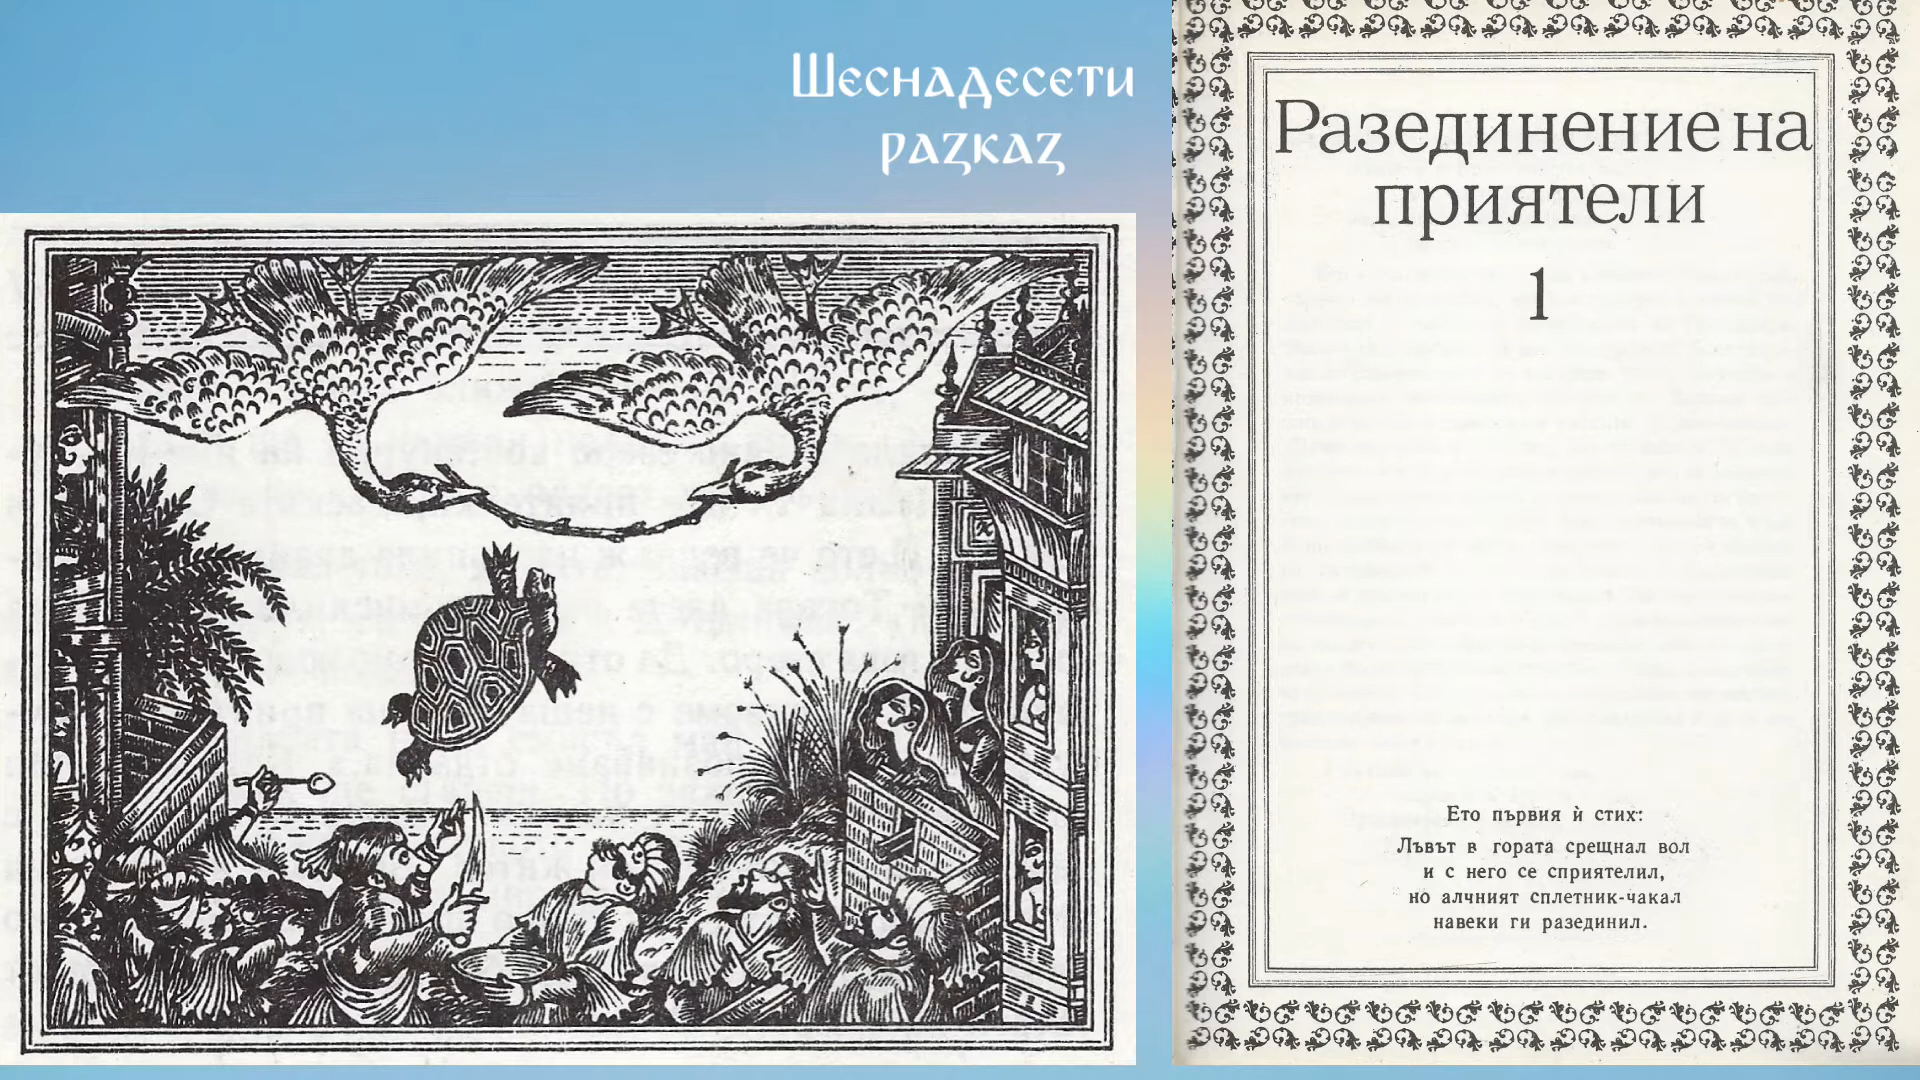 Шеснадесети
разказ
Разединение на
приятели
1
Ето първия ѝ стих:
Лъвът в гората срещнал вол
и с него се сприятелил,
но алчният сплетник-чакал
навеки ги разединил.